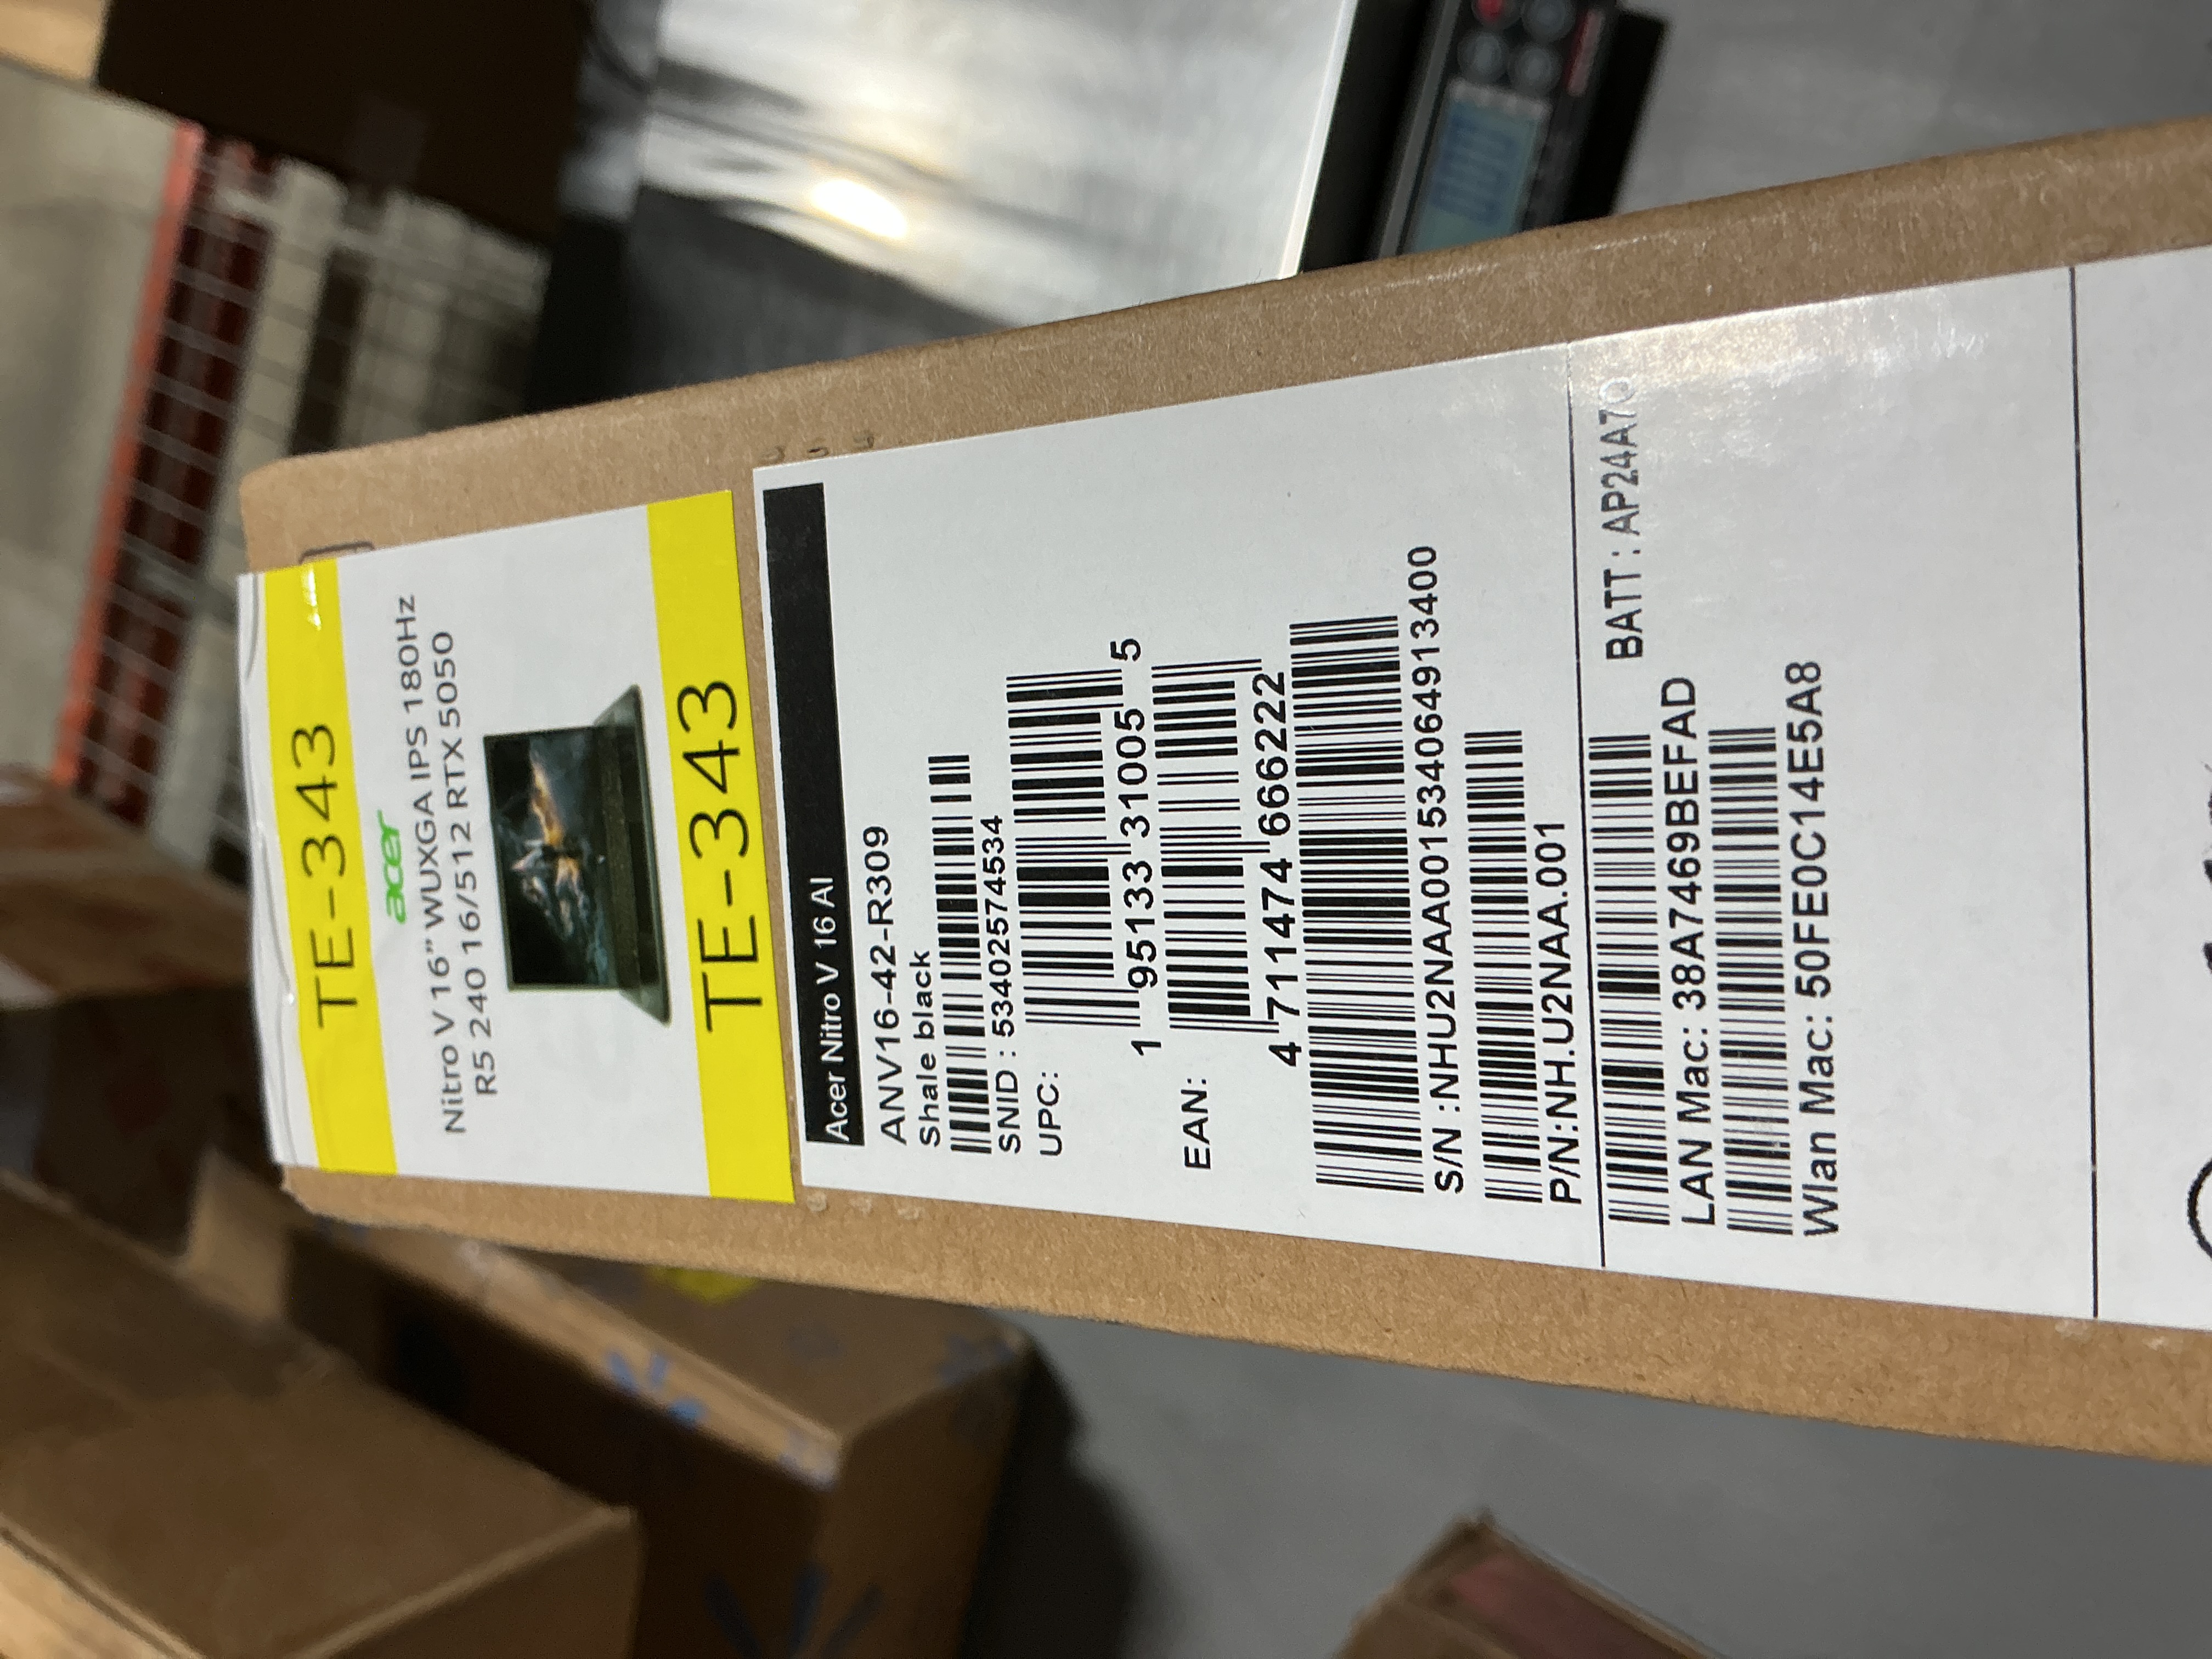 TE-343
acer
Nitro V 16" WUXGA IPS 180Hz
R5 240 16/512 RTX 5050
TE-343
Acer Nitro V 16 AI
ANV16-42-R309
Shale black
SNID : 53402574534
UPC:
1 95133 31005 5
EAN:
4 711474 666222
S/N :NHU2NAA001534064913400
P/N:NH.U2NAA.001
BATT : AP24A7
LAN Mac: 38A7469BEFAD
Wlan Mac: 50FE0C14E5A8